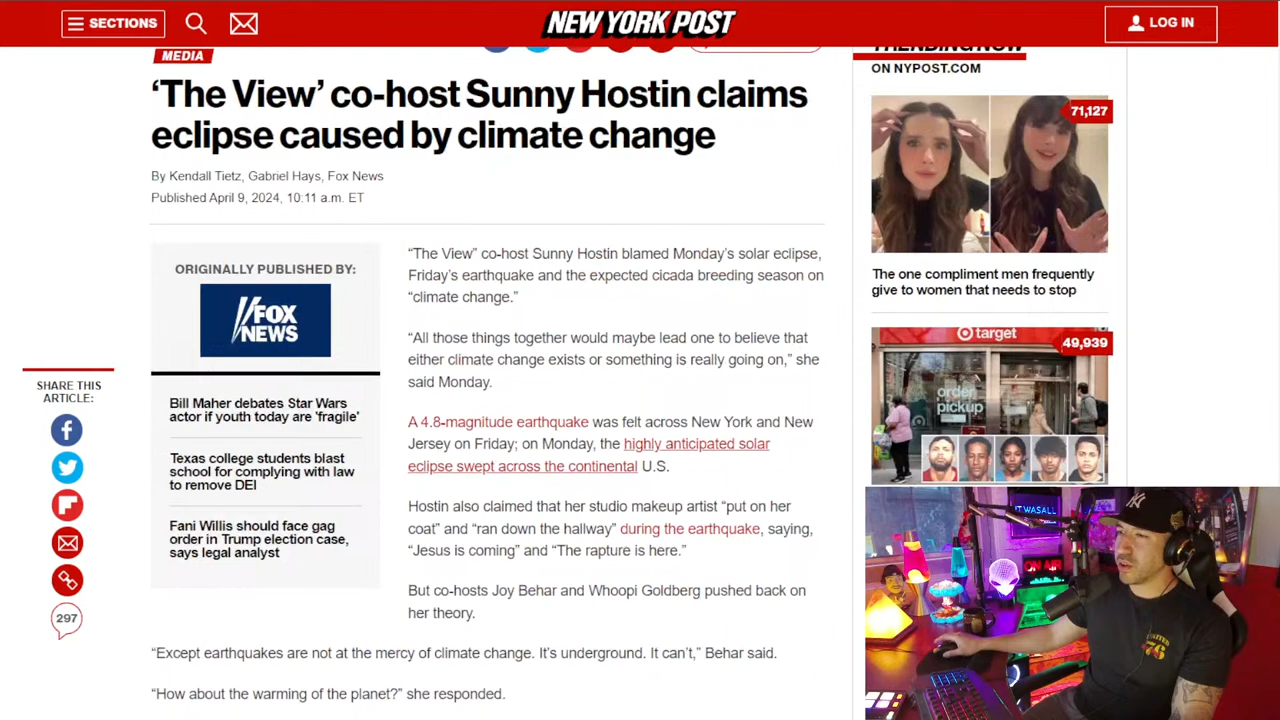 SECTIONS
NEW YORK POST
LOG IN
MEDIA
‘The View’ co-host Sunny Hostin claims
eclipse caused by climate change
By Kendall Tietz, Gabriel Hays, Fox News
Published April 9, 2024, 10:11 a.m. ET
ORIGINALLY PUBLISHED BY:
FOX
NEWS
Bill Maher debates Star Wars
actor if youth today are 'fragile'
Texas college students blast
school for complying with law
to remove DEI
Fani Willis should face gag
order in Trump election case,
says legal analyst
SHARE THIS
ARTICLE:
297
“The View” co-host Sunny Hostin blamed Monday’s solar eclipse,
Friday’s earthquake and the expected cicada breeding season on
“climate change.”
“All those things together would maybe lead one to believe that
either climate change exists or something is really going on,” she
said Monday.
A 4.8-magnitude earthquake was felt across New York and New
Jersey on Friday; on Monday, the highly anticipated solar
eclipse swept across the continental U.S.
Hostin also claimed that her studio makeup artist “put on her
coat” and “ran down the hallway” during the earthquake, saying,
“Jesus is coming” and “The rapture is here.”
But co-hosts Joy Behar and Whoopi Goldberg pushed back on
her theory.
“Except earthquakes are not at the mercy of climate change. It’s underground. It can’t,” Behar said.
“How about the warming of the planet?” she responded.
TRENDING NOW
ON NYPOST.COM
71,127
The one compliment men frequently
give to women that needs to stop
target
49,939
order
pickup
ON AIR
76